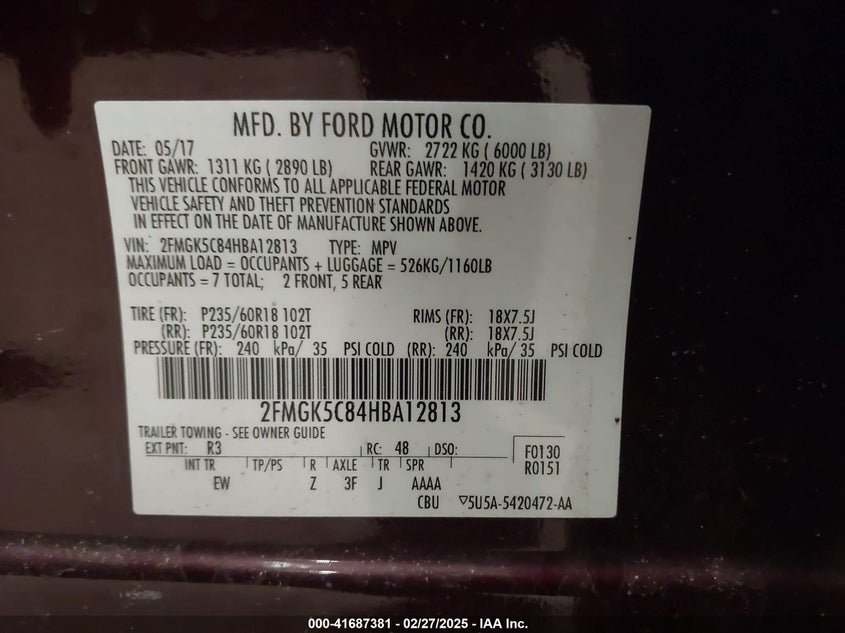 MFD. BY FORD MOTOR CO.
DATE: 05/17 GVWR: 2722 KG ( 6000 LB)
FRONT GAWR: 1311 KG ( 2890 LB) REAR GAWR: 1420 KG ( 3130 LB)
THIS VEHICLE CONFORMS TO ALL APPLICABLE FEDERAL MOTOR
VEHICLE SAFETY AND THEFT PREVENTION STANDARDS
IN EFFECT ON THE DATE OF MANUFACTURE SHOWN ABOVE.
VIN: 2FMGK5C84HBA12813 TYPE: MPV
MAXIMUM LOAD = OCCUPANTS + LUGGAGE = 526KG/1160LB
OCCUPANTS = 7 TOTAL; 2 FRONT, 5 REAR
TIRE (FR): P235/60R18 102T RIMS (FR): 18X7.5J
(RR): P235/60R18 102T (RR): 18X7.5J
PRESSURE (FR): 240 kPa/ 35 PSI COLD (RR): 240 kPa/ 35 PSI COLD
2FMGK5C84HBA12813
TRAILER TOWING - SEE OWNER GUIDE
EXT PNT: R3 RC: 48 DSO: F0130
INT TR TP/PS R AXLE TR SPR R0151
EW Z 3F J AAAA
CBU ▽5U5A-5420472-AA
000-41687381 - 02/27/2025 - IAA Inc.